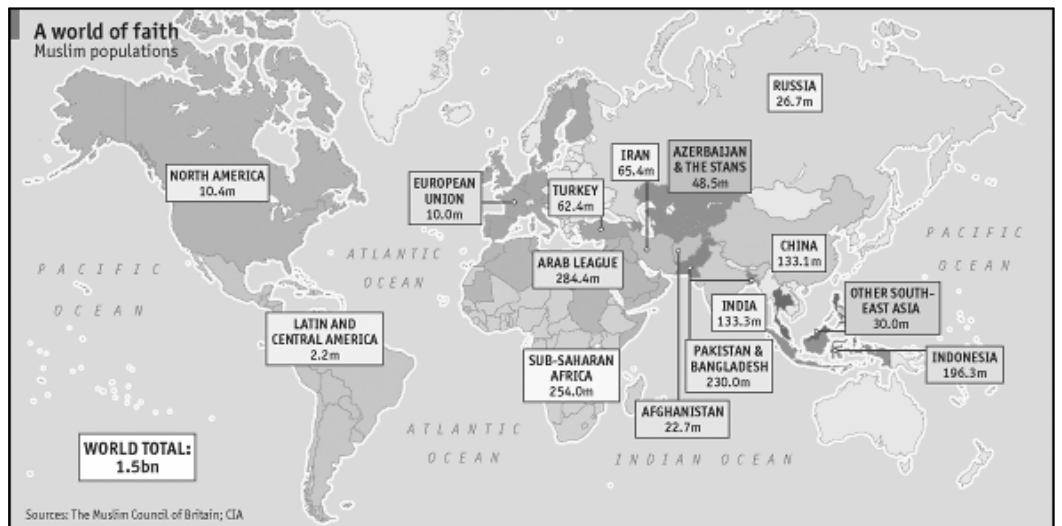 A world of faith
Muslim populations
RUSSIA
26.7m
NORTH AMERICA
10.4m
EUROPEAN
UNION
10.0m
TURKEY
62.4m
IRAN
65.4m
AZERBAIJAN
& THE STANS
48.5m
PACIFIC
OCEAN
ATLANTIC
OCEAN
ARAB LEAGUE
284.4m
CHINA
133.1m
PACIFIC
OCEAN
LATIN AND
CENTRAL AMERICA
2.2m
SUB-SAHARAN
AFRICA
254.0m
INDIA
133.3m
OTHER SOUTH-
EAST ASIA
30.0m
PAKISTAN &
BANGLADESH
230.0m
INDONESIA
196.3m
AFGHANISTAN
22.7m
ATLANTIC
OCEAN
INDIAN OCEAN
WORLD TOTAL:
1.5bn
Sources: The Muslim Council of Britain; CIA